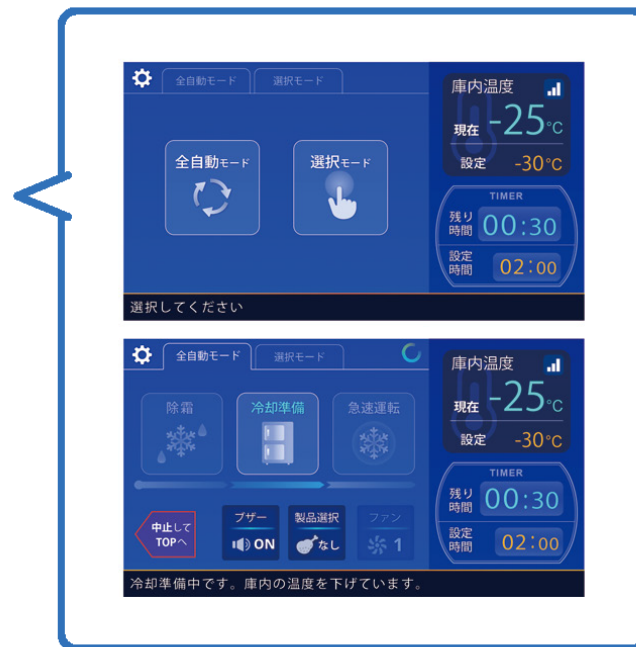 全自動モード 選択モード
全自動モード
選択モード
選択してください
庫内温度
現在 -25℃
設定 -30℃
TIMER
残り
時間 00:30
設定
時間 02:00
全自動モード 選択モード
除霜
冷却準備
急速運転
中止して
TOPへ
ブザー
ON
製品選択
なし
ファン
1
冷却準備中です。庫内の温度を下げています。
庫内温度
現在 -25℃
設定 -30℃
TIMER
残り
時間 00:30
設定
時間 02:00